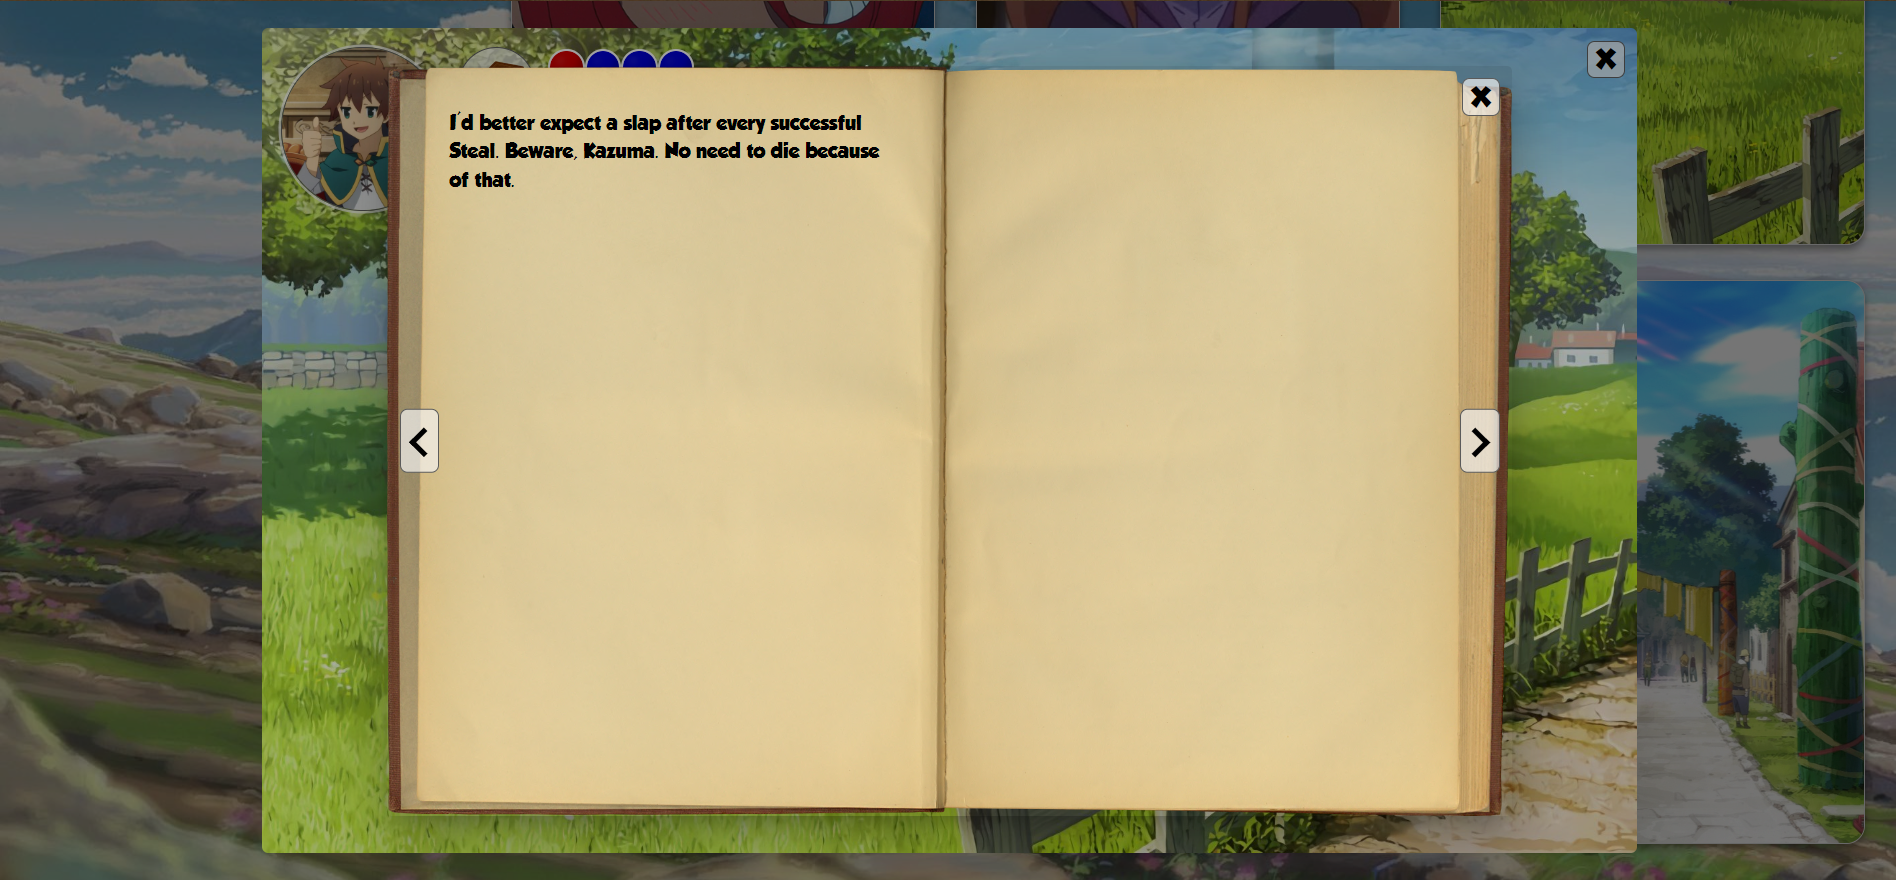 I'd better expect a slap after every successful
Steal. Beware, Kazuma. No need to die because
of that.